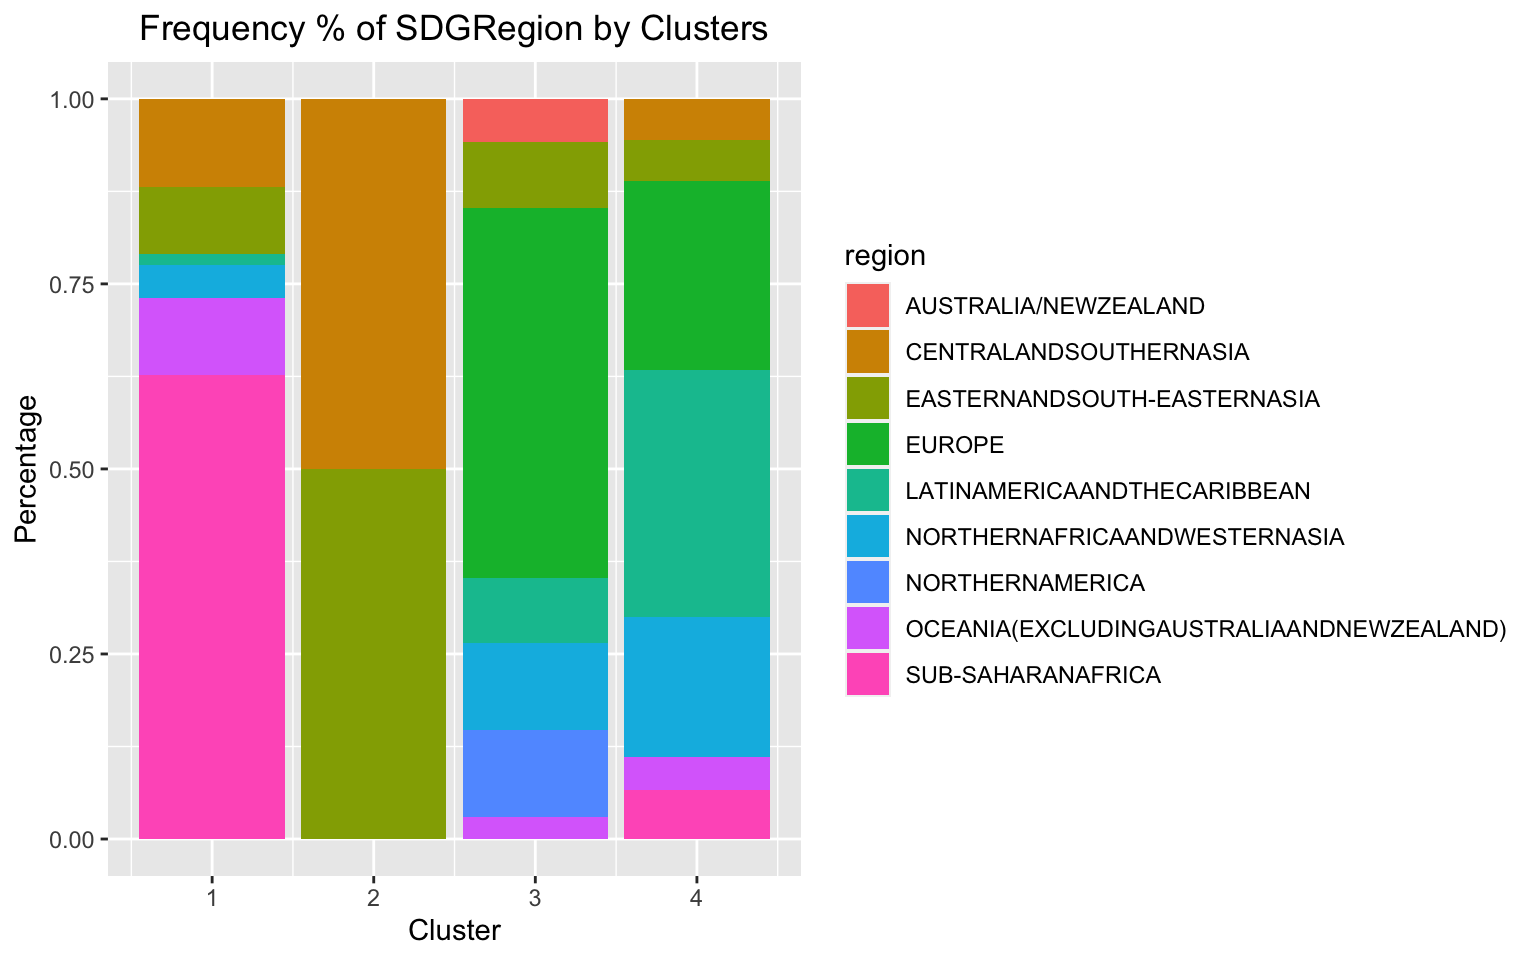 Frequency % of SDGRegion by Clusters
1.00
0.75
0.50
0.25
0.00
Percentage
1 2 3 4
Cluster
region
AUSTRALIA/NEWZEALAND
CENTRALANDSOUTHERNASIA
EASTERNANDSOUTH-EASTERNASIA
EUROPE
LATINAMERICAANDTHECARIBBEAN
NORTHERNAFRICAANDWESTERNASIA
NORTHERNAMERICA
OCEANIA(EXCLUDINGAUSTRALIAANDNEWZEALAND)
SUB-SAHARANAFRICA